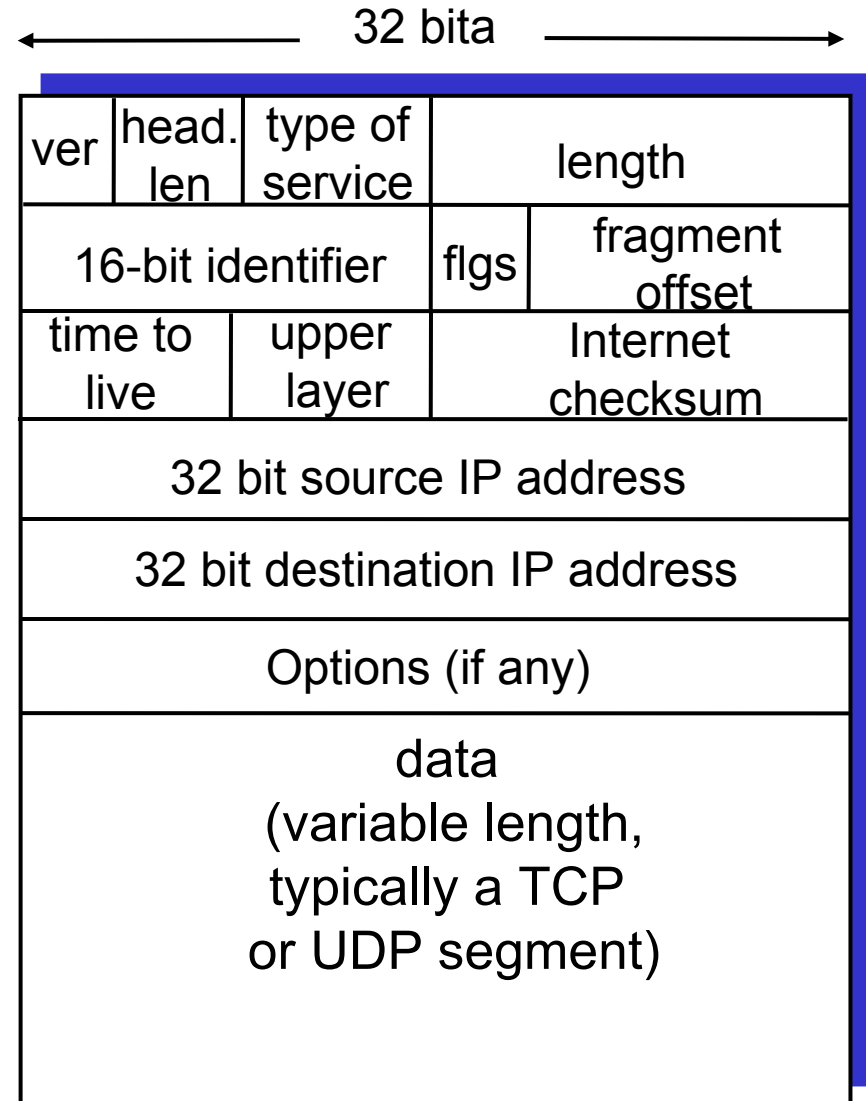 32 bita
ver
head.
len
type of
service
length
16-bit identifier
flgs
fragment
offset
time to
live
upper
layer
Internet
checksum
32 bit source IP address
32 bit destination IP address
Options (if any)
data
(variable length,
typically a TCP
or UDP segment)